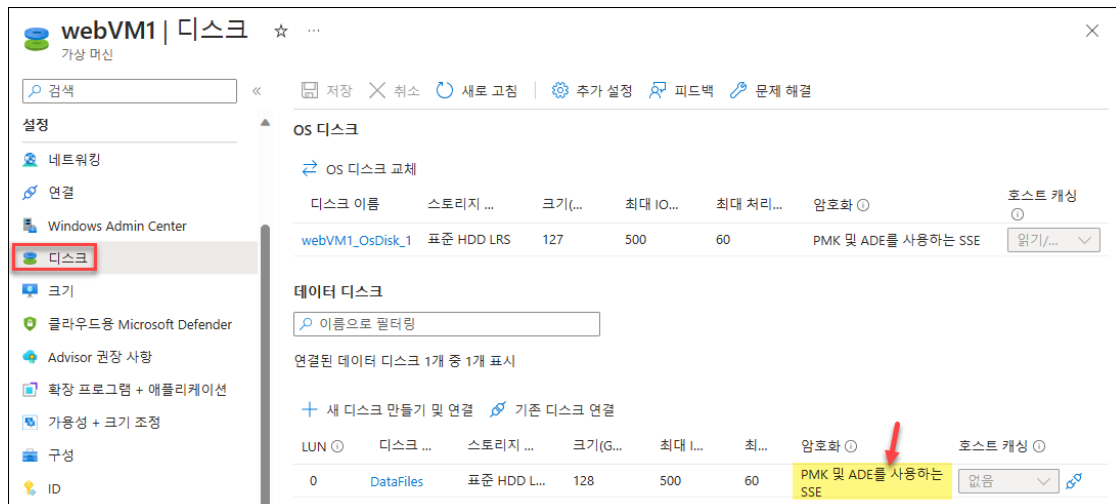 webVM1 | 디스크 ☆ ···
가상 머신
검색
저장 취소 새로 고침 추가 설정 피드백 문제 해결
설정
네트워킹
연결
Windows Admin Center
디스크
크기
클라우드용 Microsoft Defender
Advisor 권장 사항
확장 프로그램 + 애플리케이션
가용성 + 크기 조정
구성
ID
OS 디스크
OS 디스크 교체
디스크 이름 스토리지 ... 크기(... 최대 IO... 최대 처리... 암호화 호스트 캐싱
webVM1_OsDisk_1 표준 HDD LRS 127 500 60 PMK 및 ADE를 사용하는 SSE 읽기/...
데이터 디스크
이름으로 필터링
연결된 데이터 디스크 1개 중 1개 표시
새 디스크 만들기 및 연결 기존 디스크 연결
LUN 디스크 ... 스토리지 ... 크기(G... 최대 I... 최... 암호화 호스트 캐싱
0 DataFiles 표준 HDD L... 128 500 60 PMK 및 ADE를 사용하는 없음
SSE